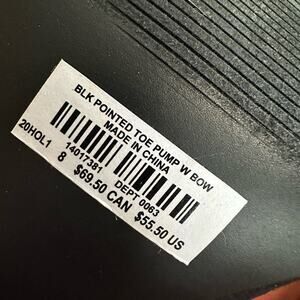 BLK POINTED TOE PUMP W BOW
MADE IN CHINA
14017381 DEPT 0063
20HOL1 8 $69.50 CAN $55.50 US